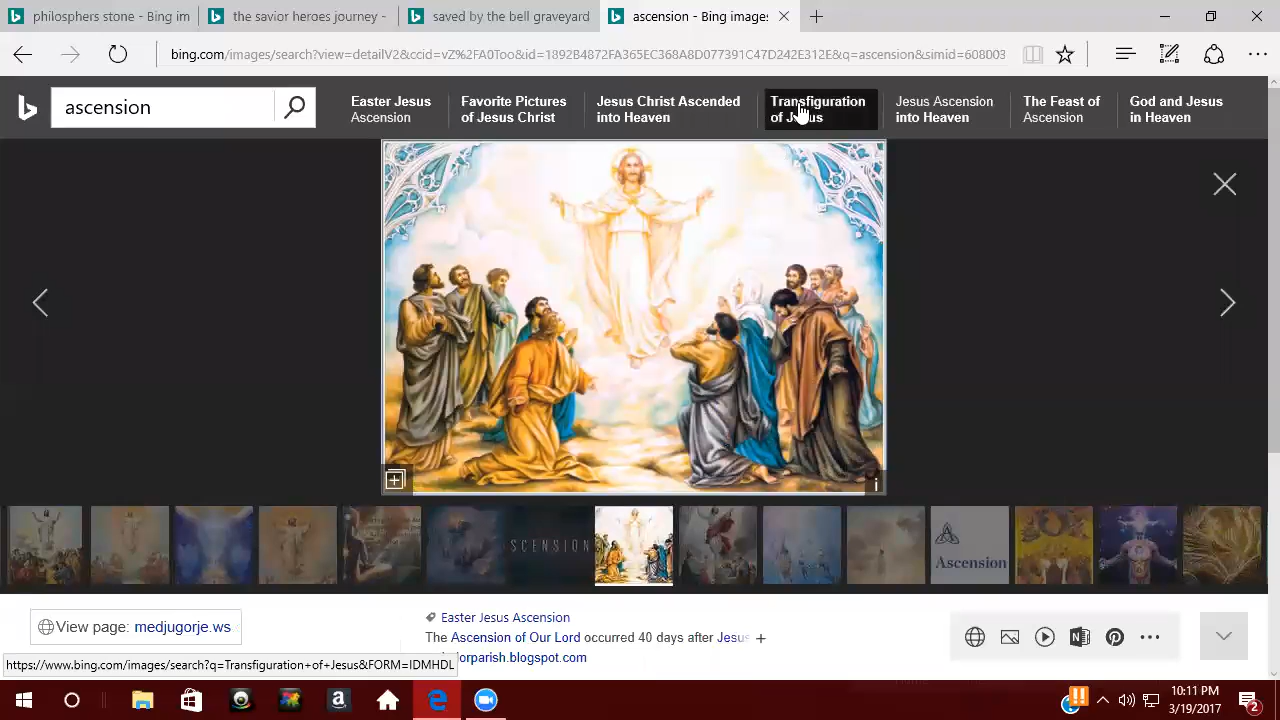 philosphers stone - Bing im
the savior heroes journey -
saved by the bell graveyard
ascension - Bing images
bing.com/images/search?view=detailV2&ccid=vZ%2FA0Too&id=1892B4872FA365EC368A8D077391C47D242E312E&q=ascension&simid=608003
ascension
Easter Jesus
Ascension
Favorite Pictures
of Jesus Christ
Jesus Christ Ascended
into Heaven
Transfiguration
of Jesus
Jesus Ascension
into Heaven
The Feast of
Ascension
God and Jesus
in Heaven
SCENSION
Ascension
View page: medjugorje.ws
Easter Jesus Ascension
The Ascension of Our Lord occurred 40 days after Jesus
orparish.blogspot.com
https://www.bing.com/images/search?q=Transfiguration+of+Jesus&FORM=IDMHDL
10:11 PM
3/19/2017
2